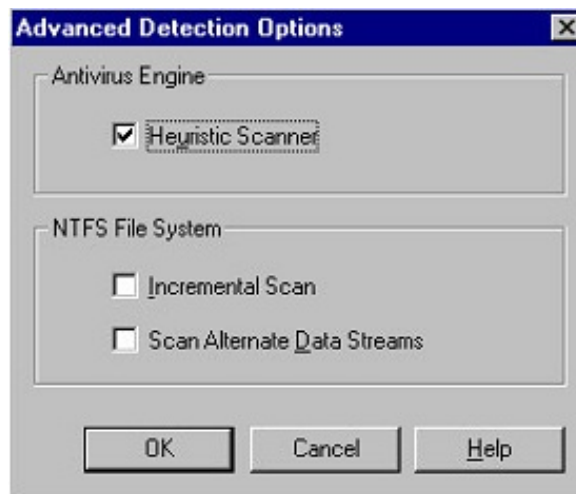 Advanced Detection Options
Antivirus Engine
Heuristic Scanner
NTFS File System
Incremental Scan
Scan Alternate Data Streams
OK Cancel Help